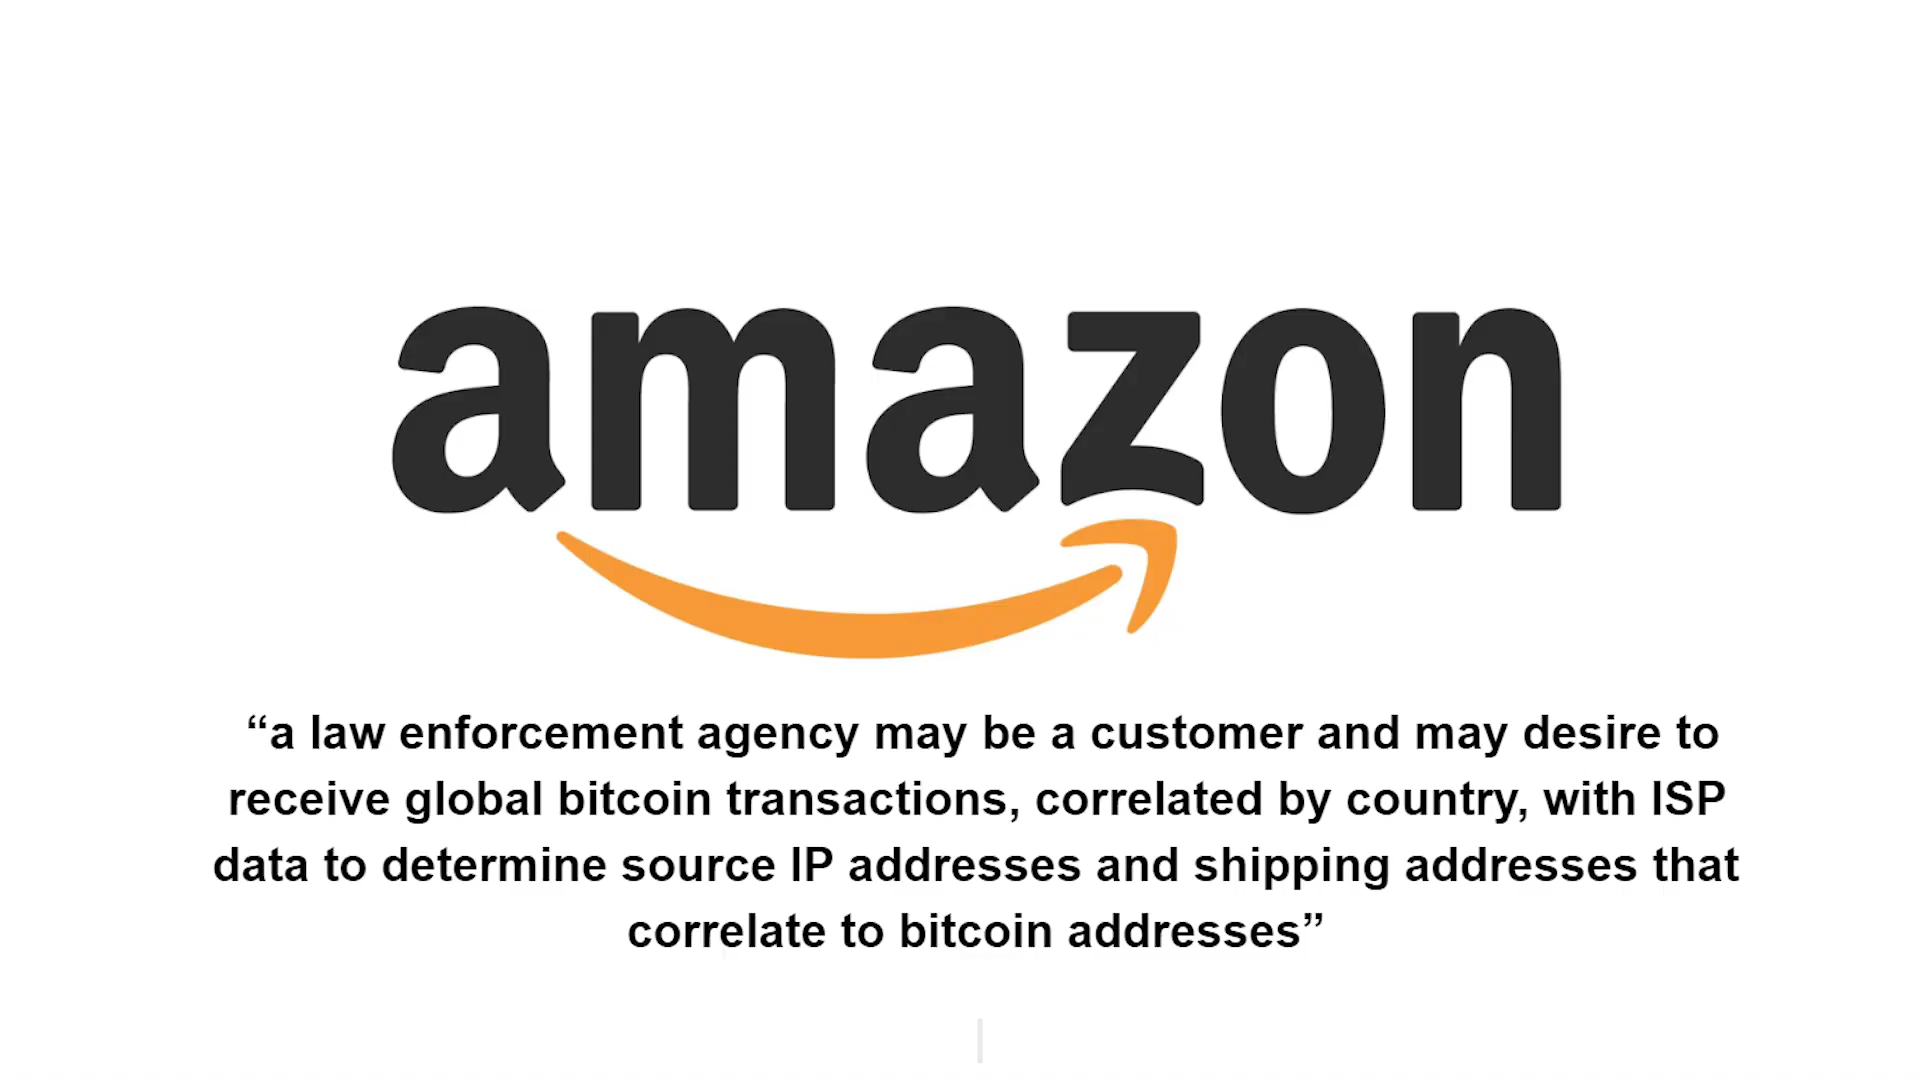 amazon
“a law enforcement agency may be a customer and may desire to
receive global bitcoin transactions, correlated by country, with ISP
data to determine source IP addresses and shipping addresses that
correlate to bitcoin addresses”